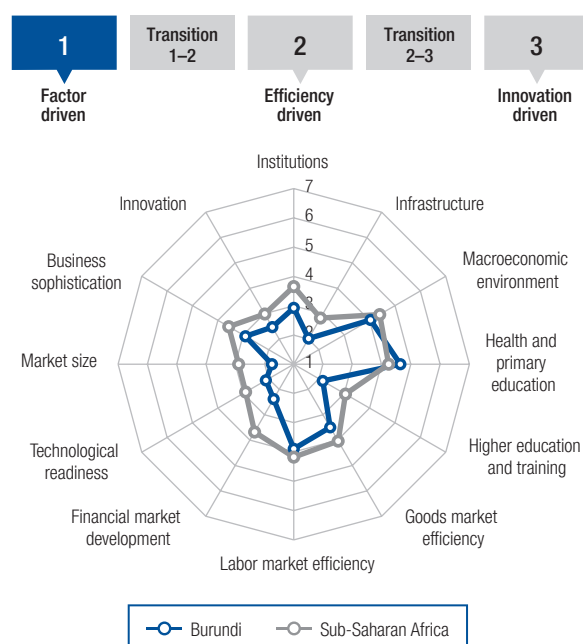 1
Transition
1–2
2
Transition
2–3
3
Factor
driven
Efficiency
driven
Innovation
driven
Institutions
7
Innovation
Infrastructure
6
5
Business
sophistication
Macroeconomic
environment
4
3
2
Market size
1
Health and
primary
education
Technological
readiness
Higher education
and training
Financial market
development
Goods market
efficiency
Labor market efficiency
Burundi
Sub-Saharan Africa